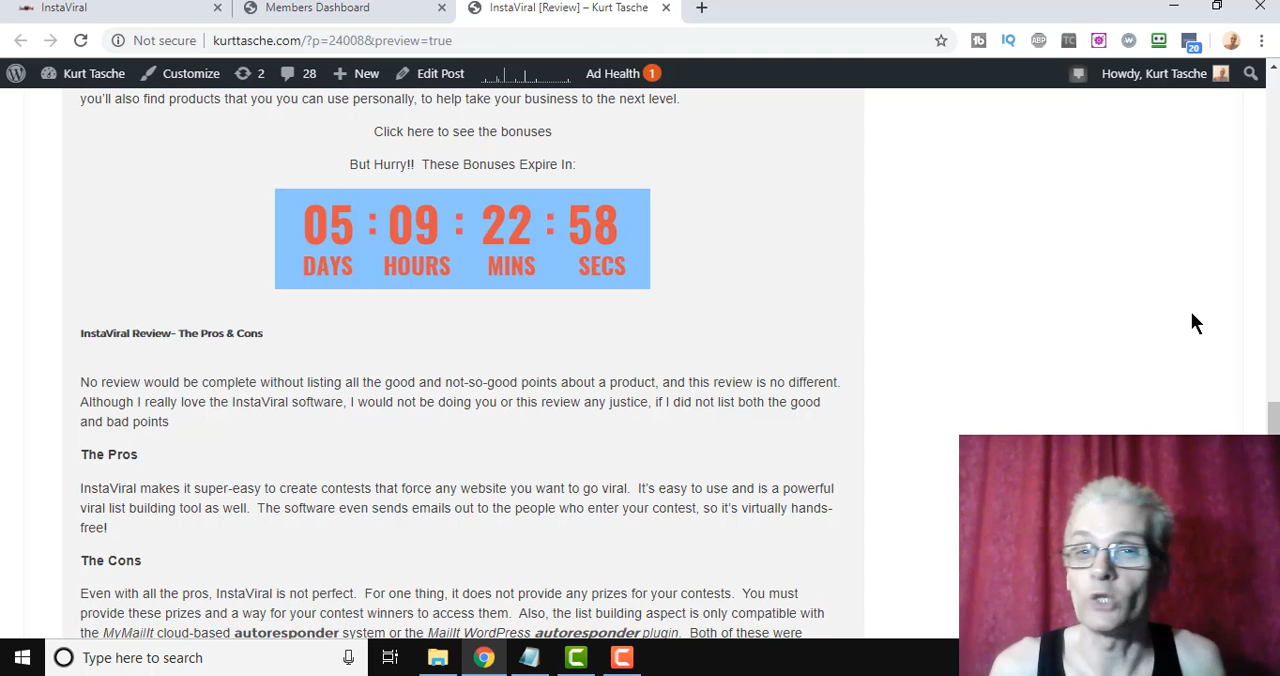 InstaViral
Members Dashboard
InstaViral [Review] – Kurt Tasche
Not secure
kurttasche.com/?p=24008&preview=true
1b
IQ
ABP
TC
20
Kurt Tasche
Customize
2
28
New
Edit Post
Ad Health 1
Howdy, Kurt Tasche
you'll also find products that you you can use personally, to help take your business to the next level.
Click here to see the bonuses
But Hurry!! These Bonuses Expire In:
05 : 09 : 22 : 58
DAYS HOURS MINS SECS
InstaViral Review– The Pros & Cons
No review would be complete without listing all the good and not-so-good points about a product, and this review is no different.
Although I really love the InstaViral software, I would not be doing you or this review any justice, if I did not list both the good
and bad points
The Pros
InstaViral makes it super-easy to create contests that force any website you want to go viral. It's easy to use and is a powerful
viral list building tool as well. The software even sends emails out to the people who enter your contest, so it's virtually hands-
free!
The Cons
Even with all the pros, InstaViral is not perfect. For one thing, it does not provide any prizes for your contests. You must
provide these prizes and a way for your contest winnrs to access them. Also, the list building aspect is only compatible with
the MyMailIt cloud-based autoresponder system or the MailIt WordPress autoresponder plugin. Both of these were
Type here to search